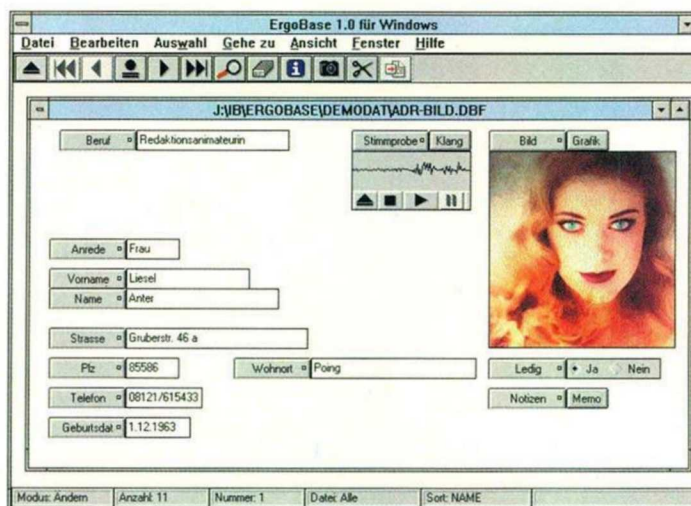 ErgoBase 1.0 für Windows
Datei Bearbeiten Auswahl Gehe zu Ansicht Fenster Hilfe
J:\IB\ERGOBASE\DEMODAT\ADR-BILD.DBF
Beruf Redaktionsanimateurin Stimmprobe Klang Bild Grafik
Anrede Frau
Vorname Liesel
Name Anter
Strasse Gruberstr. 46 a
Plz 85586 Wohnort Poing Ledig Ja Nein
Telefon 08121/615433 Notizen Memo
Geburtsdat 1.12.1963
Modus: Ändern Anzahl: 11 Nummer: 1 Datei: Alle Sort: NAME